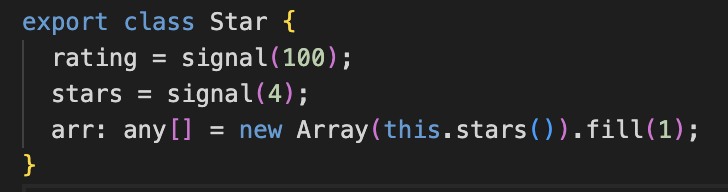 export class Star {
rating = signal(100);
stars = signal(4);
arr: any[] = new Array(this.stars()).fill(1);
}